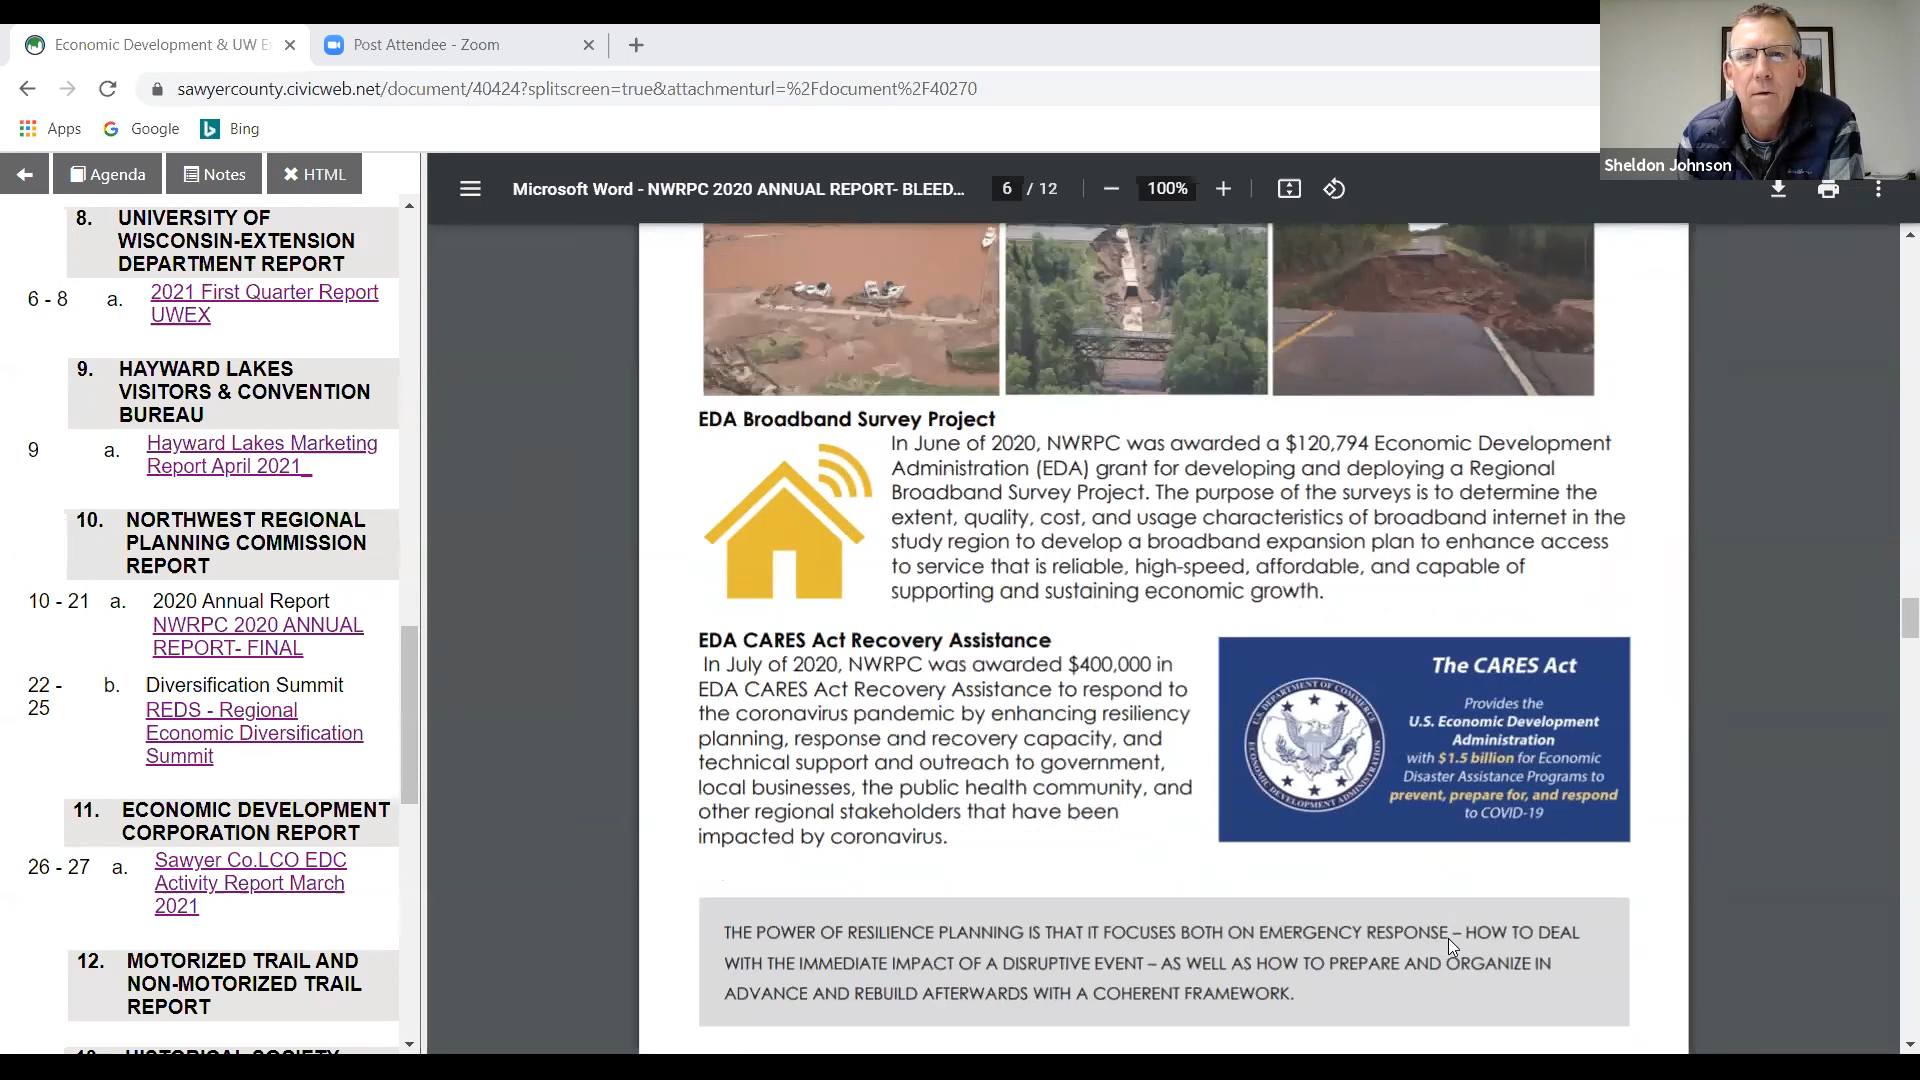 Economic Development & UW E
Post Attendee - Zoom
sawyercounty.civicweb.net/document/40424?splitscreen=true&attachmenturl=%2Fdocument%2F40270
Apps
Google
Bing
Sheldon Johnson
Agenda
Notes
HTML
8. UNIVERSITY OF
WISCONSIN-EXTENSION
DEPARTMENT REPORT
6 - 8 a. 2021 First Quarter Report
UWEX
9. HAYWARD LAKES
VISITORS & CONVENTION
BUREAU
9 a. Hayward Lakes Marketing
Report April 2021_
10. NORTHWEST REGIONAL
PLANNING COMMISSION
REPORT
10 - 21 a. 2020 Annual Report
NWRPC 2020 ANNUAL
REPORT- FINAL
22 - b. Diversification Summit
25 REDS - Regional
Economic Diversification
Summit
11. ECONOMIC DEVELOPMENT
CORPORATION REPORT
26 - 27 a. Sawyer Co.LCO EDC
Activity Report March
2021
12. MOTORIZED TRAIL AND
NON-MOTORIZED TRAIL
REPORT
Microsoft Word - NWRPC 2020 ANNUAL REPORT- BLEED...
6 / 12
100%
EDA Broadband Survey Project
In June of 2020, NWRPC was awarded a $120,794 Economic Development
Administration (EDA) grant for developing and deploying a Regional
Broadband Survey Project. The purpose of the surveys is to determine the
extent, quality, cost, and usage characteristics of broadband internet in the
study region to develop a broadband expansion plan to enhance access
to service that is reliable, high-speed, affordable, and capable of
supporting and sustaining economic growth.
EDA CARES Act Recovery Assistance
In July of 2020, NWRPC was awarded $400,000 in
EDA CARES Act Recovery Assistance to respond to
the coronavirus pandemic by enhancing resiliency
planning, response and recovery capacity, and
technical support and outreach to government,
local businesses, the public health community, and
other regional stakeholders that have been
impacted by coronavirus.
The CARES Act
Provides the
U.S. Economic Development
Administration
with $1.5 billion for Economic
Disaster Assistance Programs to
prevent, prepare for, and respond
to COVID-19
U.S. DEPARTMENT OF COMMERCE
ECONOMIC DEVELOPMENT ADMINISTRATION
THE POWER OF RESILIENCE PLANNING IS THAT IT FOCUSES BOTH ON EMERGENCY RESPONSE – HOW TO DEAL
WITH THE IMMEDIATE IMPACT OF A DISRUPTIVE EVENT – AS WELL AS HOW TO PREPARE AND ORGANIZE IN
ADVANCE AND REBUILD AFTERWARDS WITH A COHERENT FRAMEWORK.